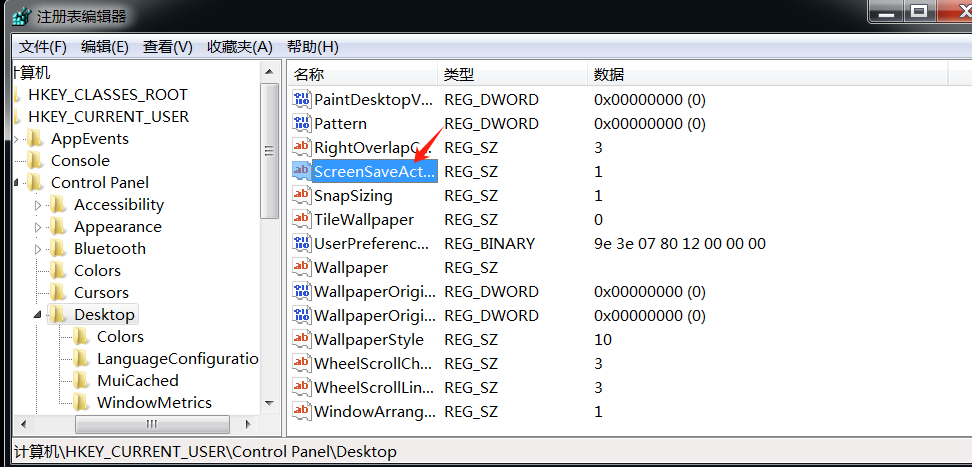 注册表编辑器
文件(F) 编辑(E) 查看(V) 收藏夹(A) 帮助(H)
计算机
HKEY_CLASSES_ROOT
HKEY_CURRENT_USER
AppEvents
Console
Control Panel
Accessibility
Appearance
Bluetooth
Colors
Cursors
Desktop
Colors
LanguageConfiguratio
MuiCached
WindowMetrics
名称 类型 数据
PaintDesktopV... REG_DWORD 0x00000000 (0)
Pattern REG_DWORD 0x00000000 (0)
RightOverlapC... REG_SZ 3
ScreenSaveAct... REG_SZ 1
SnapSizing REG_SZ 1
TileWallpaper REG_SZ 0
UserPreferenc... REG_BINARY 9e 3e 07 80 12 00 00 00
Wallpaper REG_SZ
WallpaperOrigi... REG_DWORD 0x00000000 (0)
WallpaperOrigi... REG_DWORD 0x00000000 (0)
WallpaperStyle REG_SZ 10
WheelScrollCh... REG_SZ 3
WheelScrollLin... REG_SZ 3
WindowArrang... REG_SZ 1
计算机\HKEY_CURRENT_USER\Control Panel\Desktop